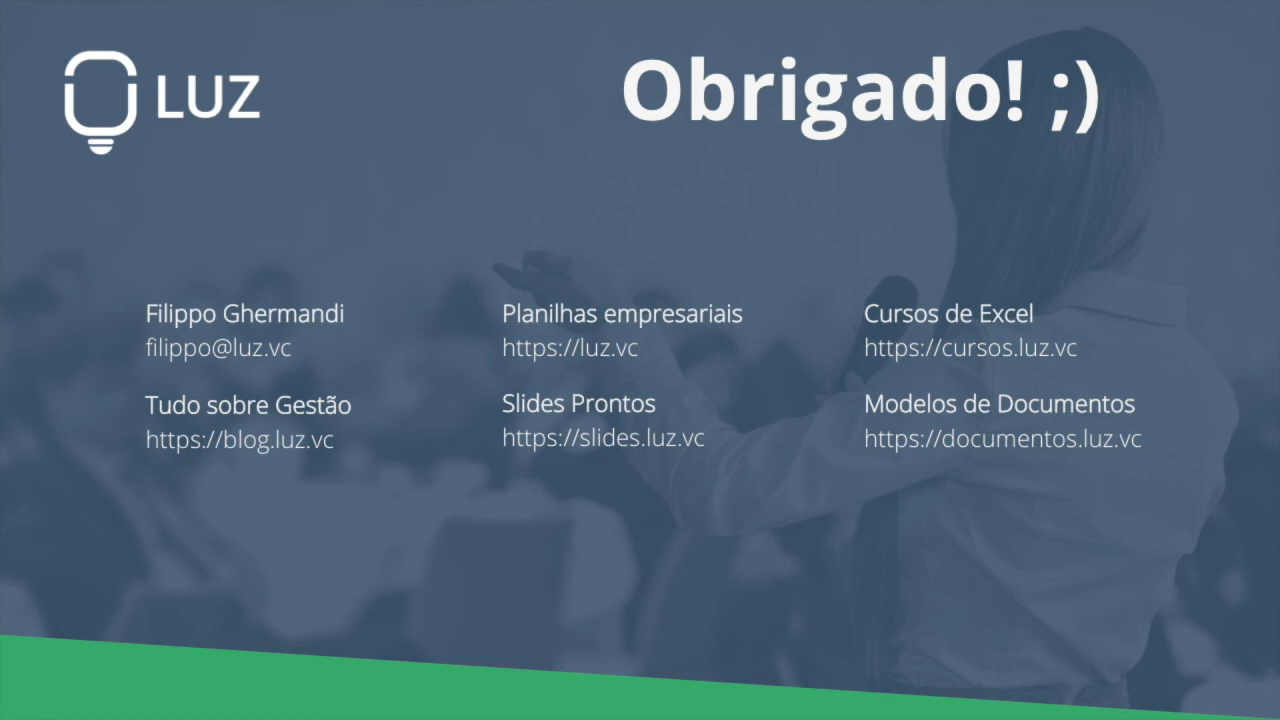 LUZ
Obrigado! ;)
Filippo Ghermandi
filippo@luz.vc
Tudo sobre Gestão
https://blog.luz.vc
Planilhas empresariais
https://luz.vc
Slides Prontos
https://slides.luz.vc
Cursos de Excel
https://cursos.luz.vc
Modelos de Documentos
https://documentos.luz.vc